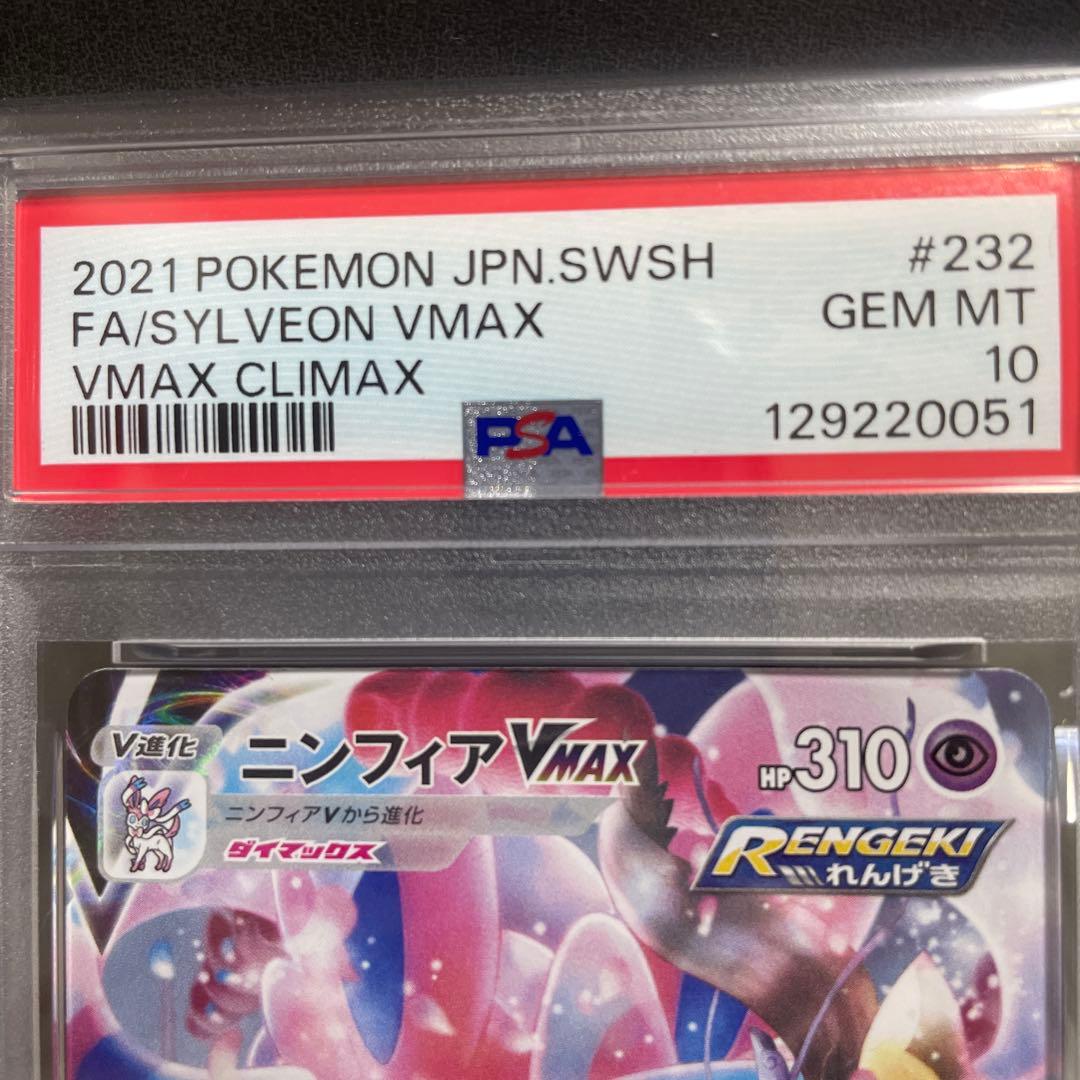 2021 POKEMON JPN.SWSH #232
FA/SYLVEON VMAX GEM MT
VMAX CLIMAX 10
129220051
PSA
V進化
ニンフィアVMAX
HP310
ニンフィアVから進化
ダイマックス
RENGEKI
れんげき